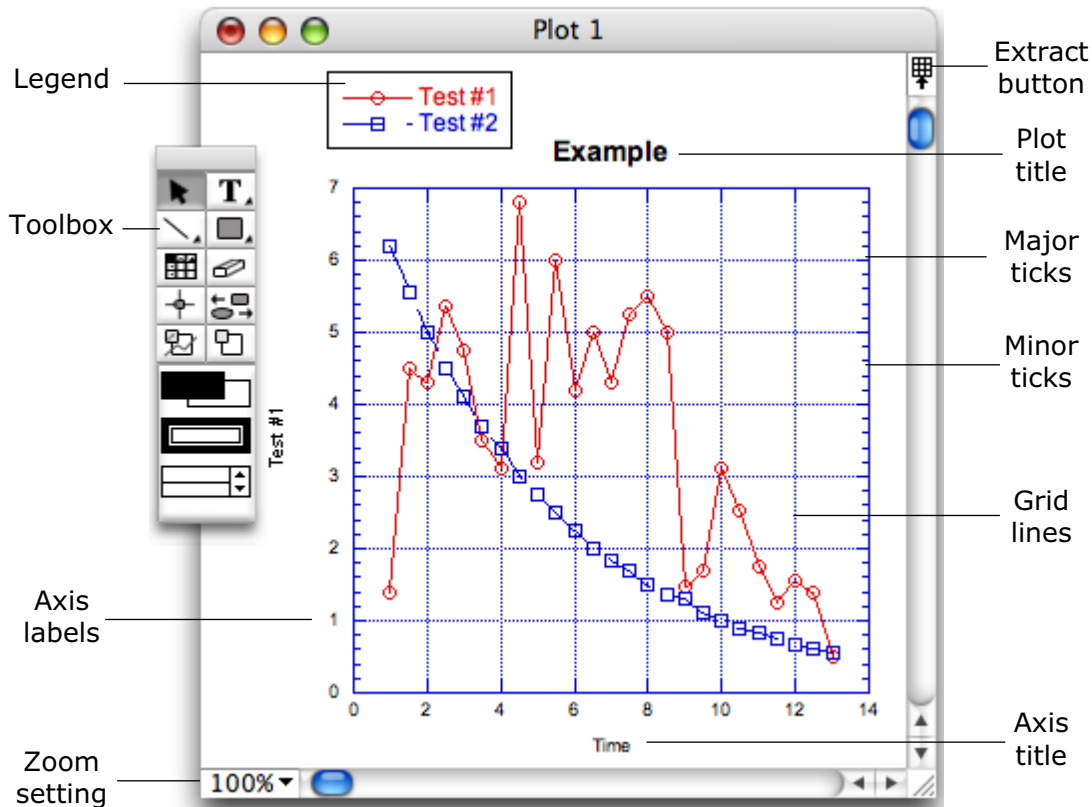 Plot 1
Legend
Test #1
- Test #2
Extract
button
Example
Plot
title
T
Toolbox
Major
ticks
Minor
ticks
Test #1
Grid
lines
Axis
labels
7
6
5
4
3
2
1
0
0 2 4 6 8 10 12 14
Time
Axis
title
Zoom
setting
100%